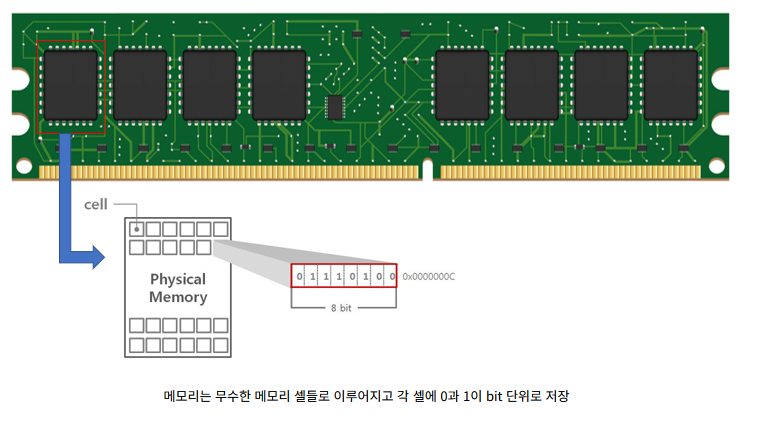 cell
Physical
Memory
0 1 1 1 0 1 0 0
0x0000000C
8 bit
메모리는 무수한 메모리 셀들로 이루어지고 각 셀에 0과 1이 bit 단위로 저장